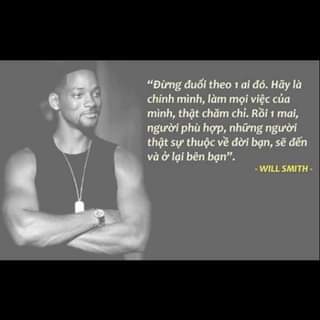 “Đừng đuổi theo 1 ai đó. Hãy là
chính mình, làm mọi việc của
mình, thật chăm chỉ. Rồi 1 mai,
người phù hợp, những người
thật sự thuộc về đời bạn, sẽ đến
và ở lại bên bạn”.
- WILL SMITH -